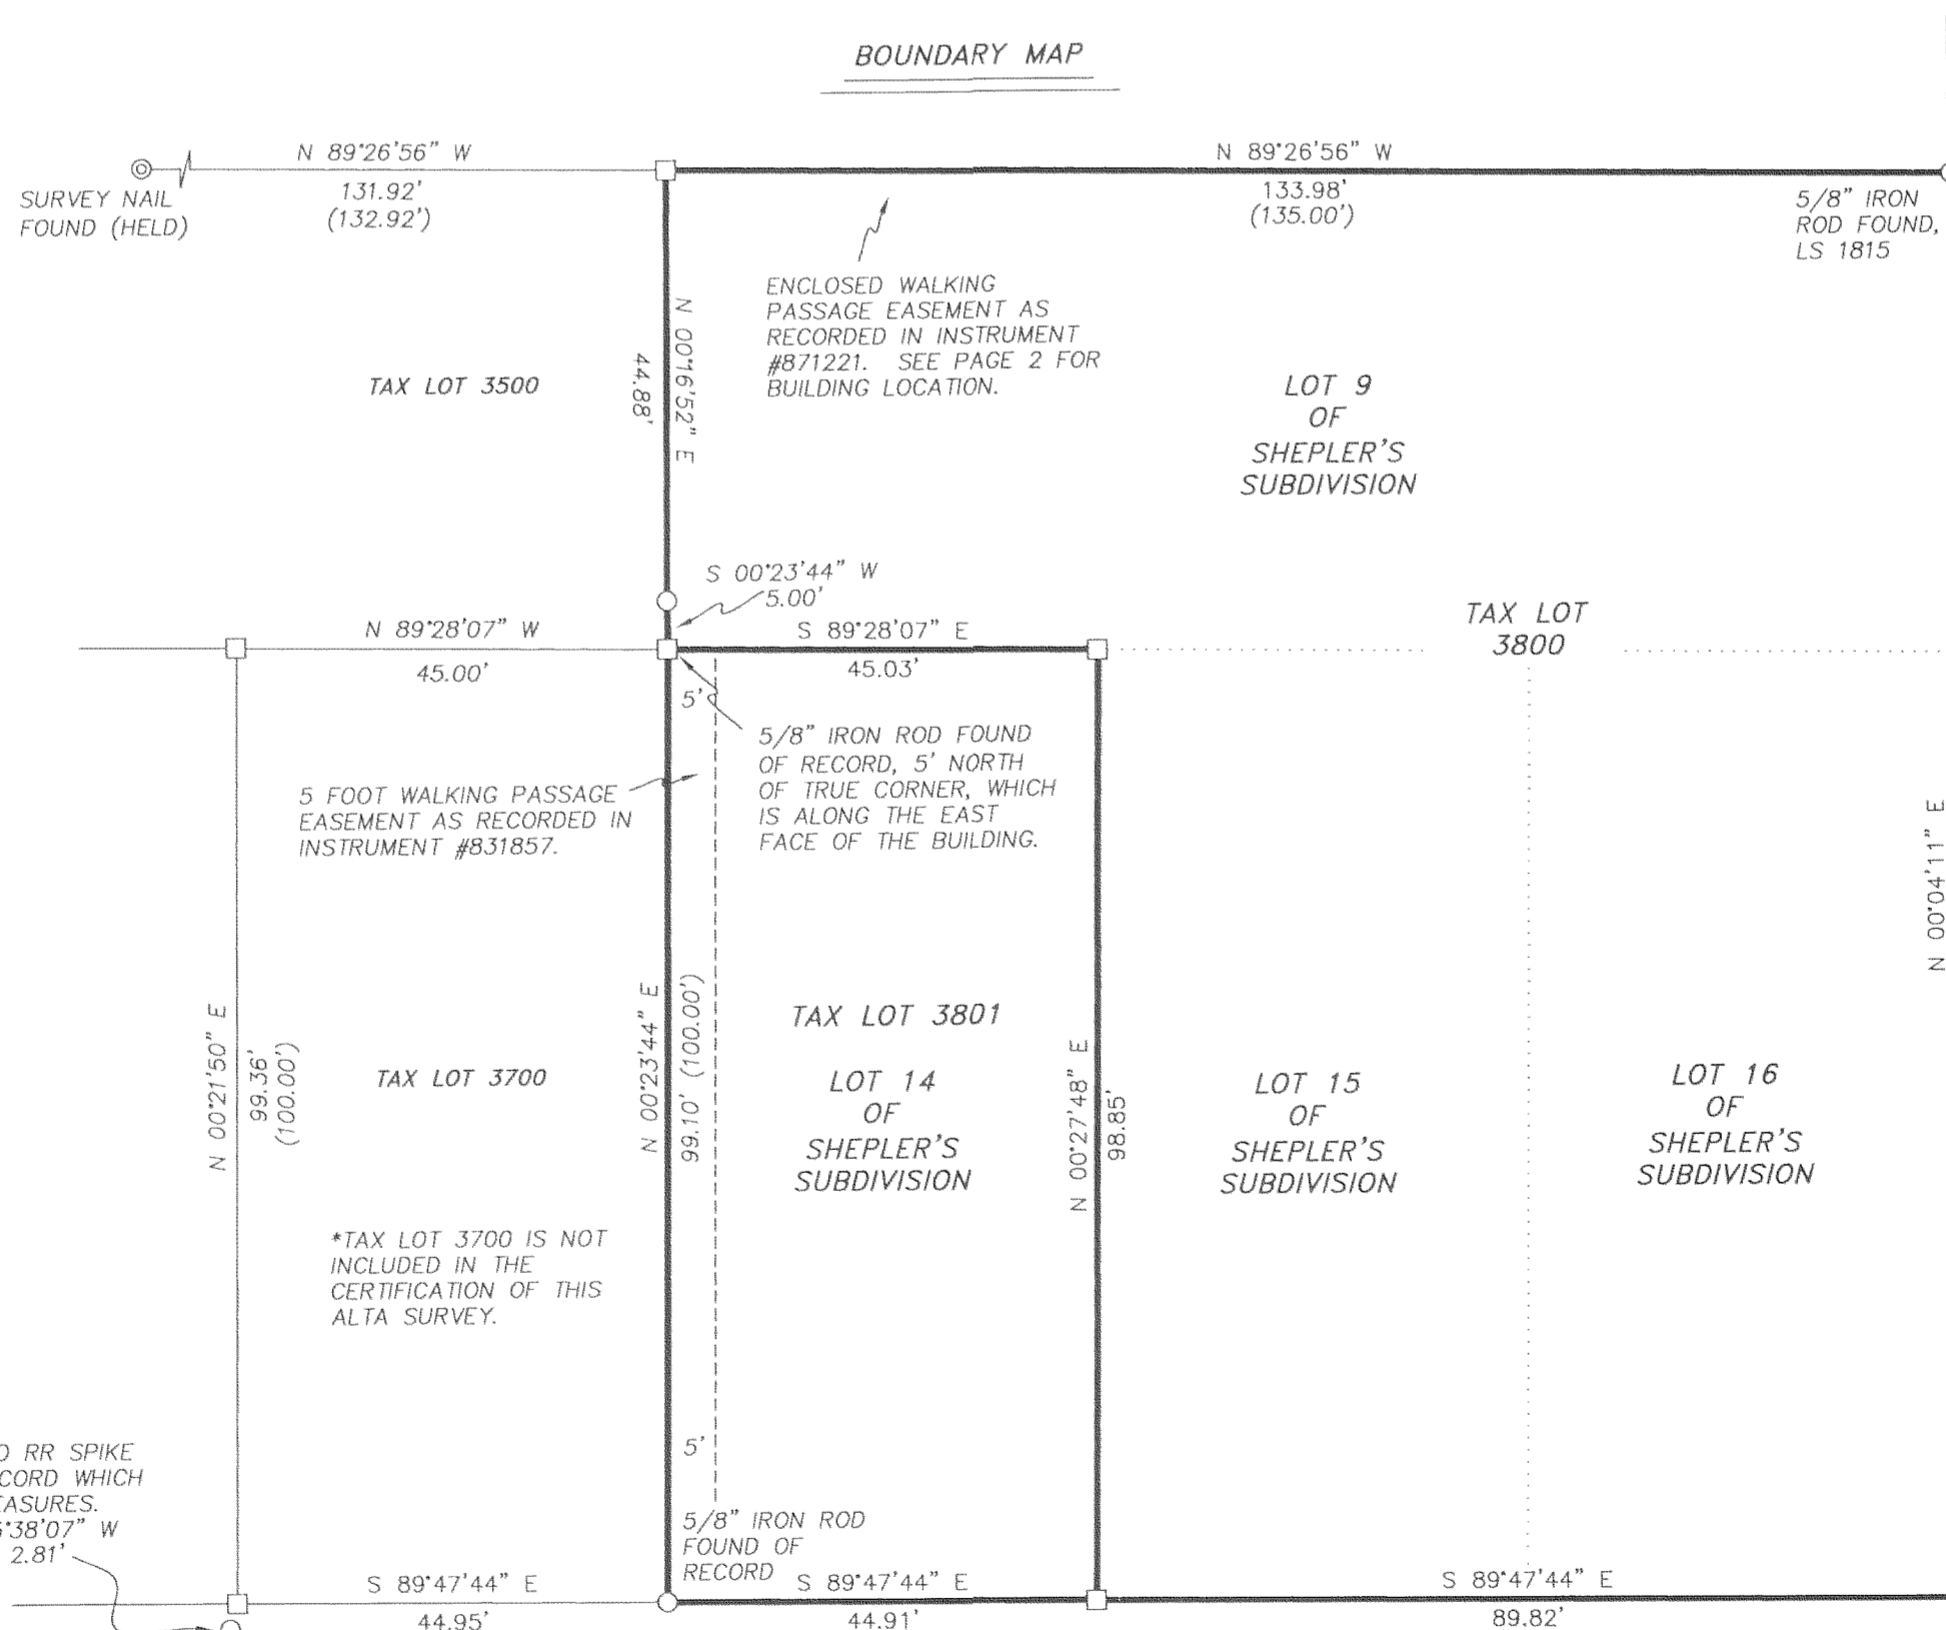 BOUNDARY MAP
N 89°26'56" W
131.92'
(132.92')
SURVEY NAIL
FOUND (HELD)
N 89°26'56" W
133.98'
(135.00')
5/8" IRON
ROD FOUND,
LS 1815
ENCLOSED WALKING
PASSAGE EASEMENT AS
RECORDED IN INSTRUMENT
#871221. SEE PAGE 2 FOR
BUILDING LOCATION.
N 00°16'52" E
44.88'
TAX LOT 3500
LOT 9
OF
SHEPLER'S
SUBDIVISION
S 00°23'44" W
5.00'
N 89°28'07" W
45.00'
S 89°28'07" E
45.03'
TAX LOT
3800
5'
5/8" IRON ROD FOUND
OF RECORD, 5' NORTH
OF TRUE CORNER, WHICH
IS ALONG THE EAST
FACE OF THE BUILDING.
5 FOOT WALKING PASSAGE
EASEMENT AS RECORDED IN
INSTRUMENT #831857.
N 00°04'11" E
N 00°21'50" E
99.36'
(100.00')
TAX LOT 3700
N 00°23'44" E
99.10' (100.00')
TAX LOT 3801
LOT 14
OF
SHEPLER'S
SUBDIVISION
N 00°27'48" E
98.85'
LOT 15
OF
SHEPLER'S
SUBDIVISION
LOT 16
OF
SHEPLER'S
SUBDIVISION
*TAX LOT 3700 IS NOT
INCLUDED IN THE
CERTIFICATION OF THIS
ALTA SURVEY.
RR SPIKE
CORD WHICH
EASURES.
°38'07" W
2.81'
5'
5/8" IRON ROD
FOUND OF
RECORD
S 89°47'44" E
44.95'
S 89°47'44" E
44.91'
S 89°47'44" E
89.82'